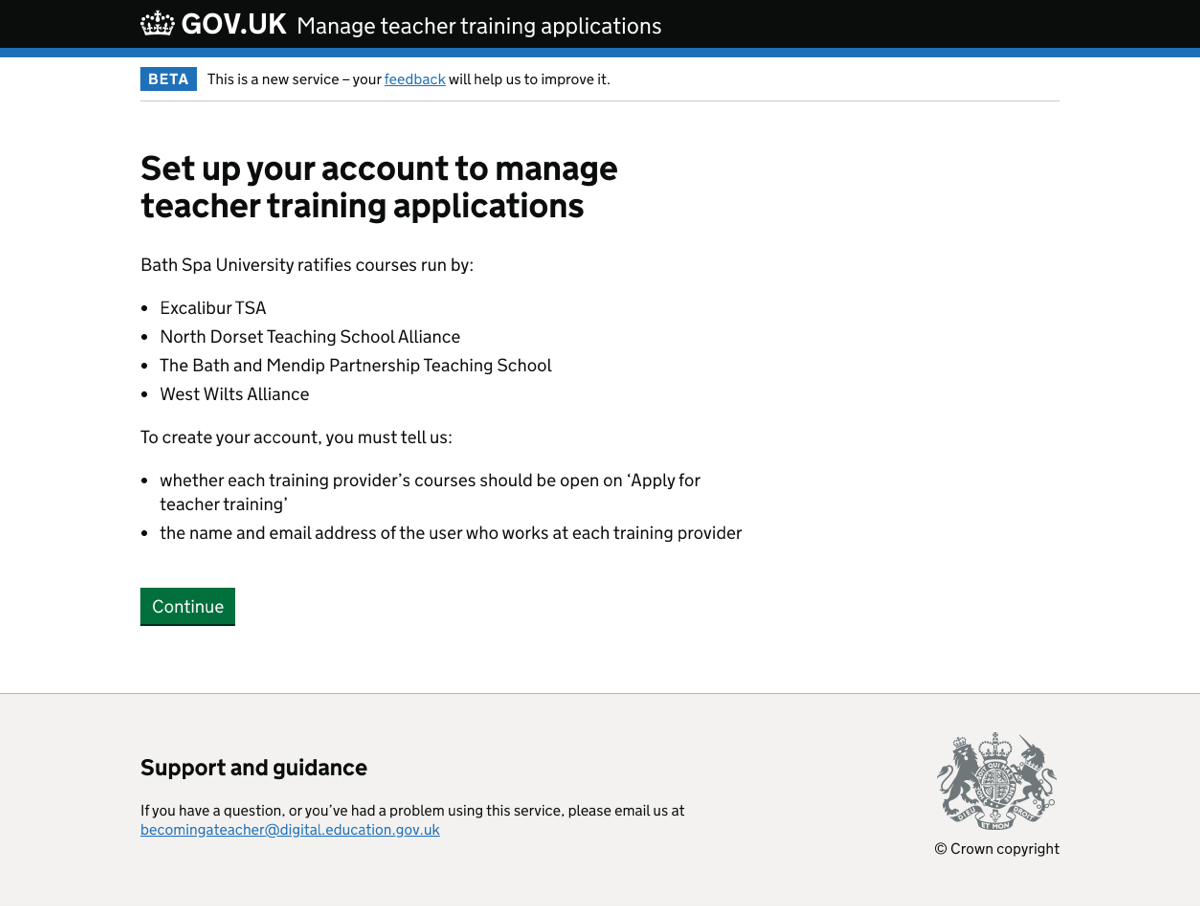 GOV.UK Manage teacher training applications
BETA This is a new service – your feedback will help us to improve it.
Set up your account to manage
teacher training applications
Bath Spa University ratifies courses run by:
• Excalibur TSA
• North Dorset Teaching School Alliance
• The Bath and Mendip Partnership Teaching School
• West Wilts Alliance
To create your account, you must tell us:
• whether each training provider’s courses should be open on ‘Apply for
teacher training’
• the name and email address of the user who works at each training provider
Continue
Support and guidance
If you have a question, or you’ve had a problem using this service, please email us at
becomingateacher@digital.education.gov.uk
DIEU ET MON DROIT
© Crown copyright